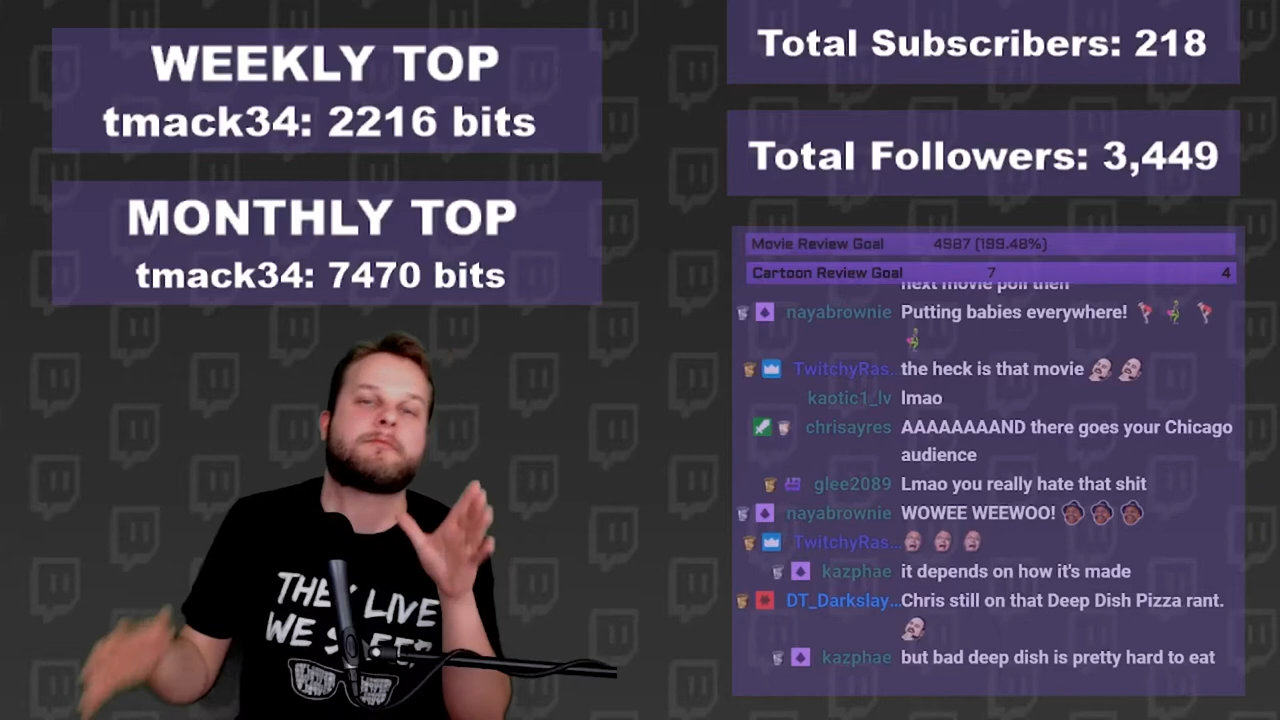 WEEKLY TOP
tmack34: 2216 bits
MONTHLY TOP
tmack34: 7470 bits
THEY LIVE
WE SLEEP
Total Subscribers: 218
Total Followers: 3,449
Movie Review Goal 4987 (199.48%)
Cartoon Review Goal 7 4
next movie poll then
nayabrownie Putting babies everywhere!
TwitchyRas... the heck is that movie
kaotic1_lv lmao
chrisayres AAAAAAAAND there goes your Chicago
audience
glee2089 Lmao you really hate that shit
nayabrownie WOWEE WEEWOO!
TwitchyRas...
kazphae it depends on how it's made
DT_Darkslay... Chris still on that Deep Dish Pizza rant.
kazphae but bad deep dish is pretty hard to eat